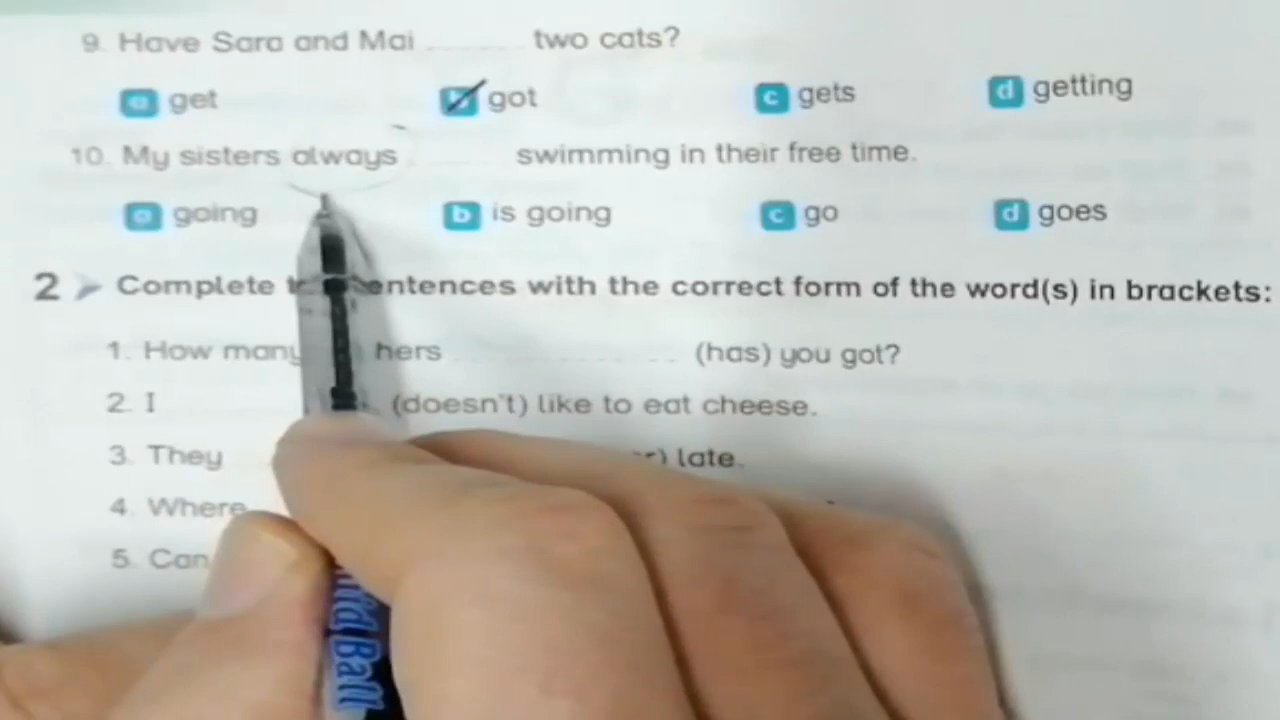 9. Have Sara and Mai ........ two cats?
a get b got c gets d getting
10. My sisters always ........ swimming in their free time.
a going b is going c go d goes
2 Complete entences with the correct form of the word(s) in brackets:
1. How many hers ........ (has) you got?
2. I (doesn't) like to eat cheese.
3. They late.
4. Where
5. Can
Ball